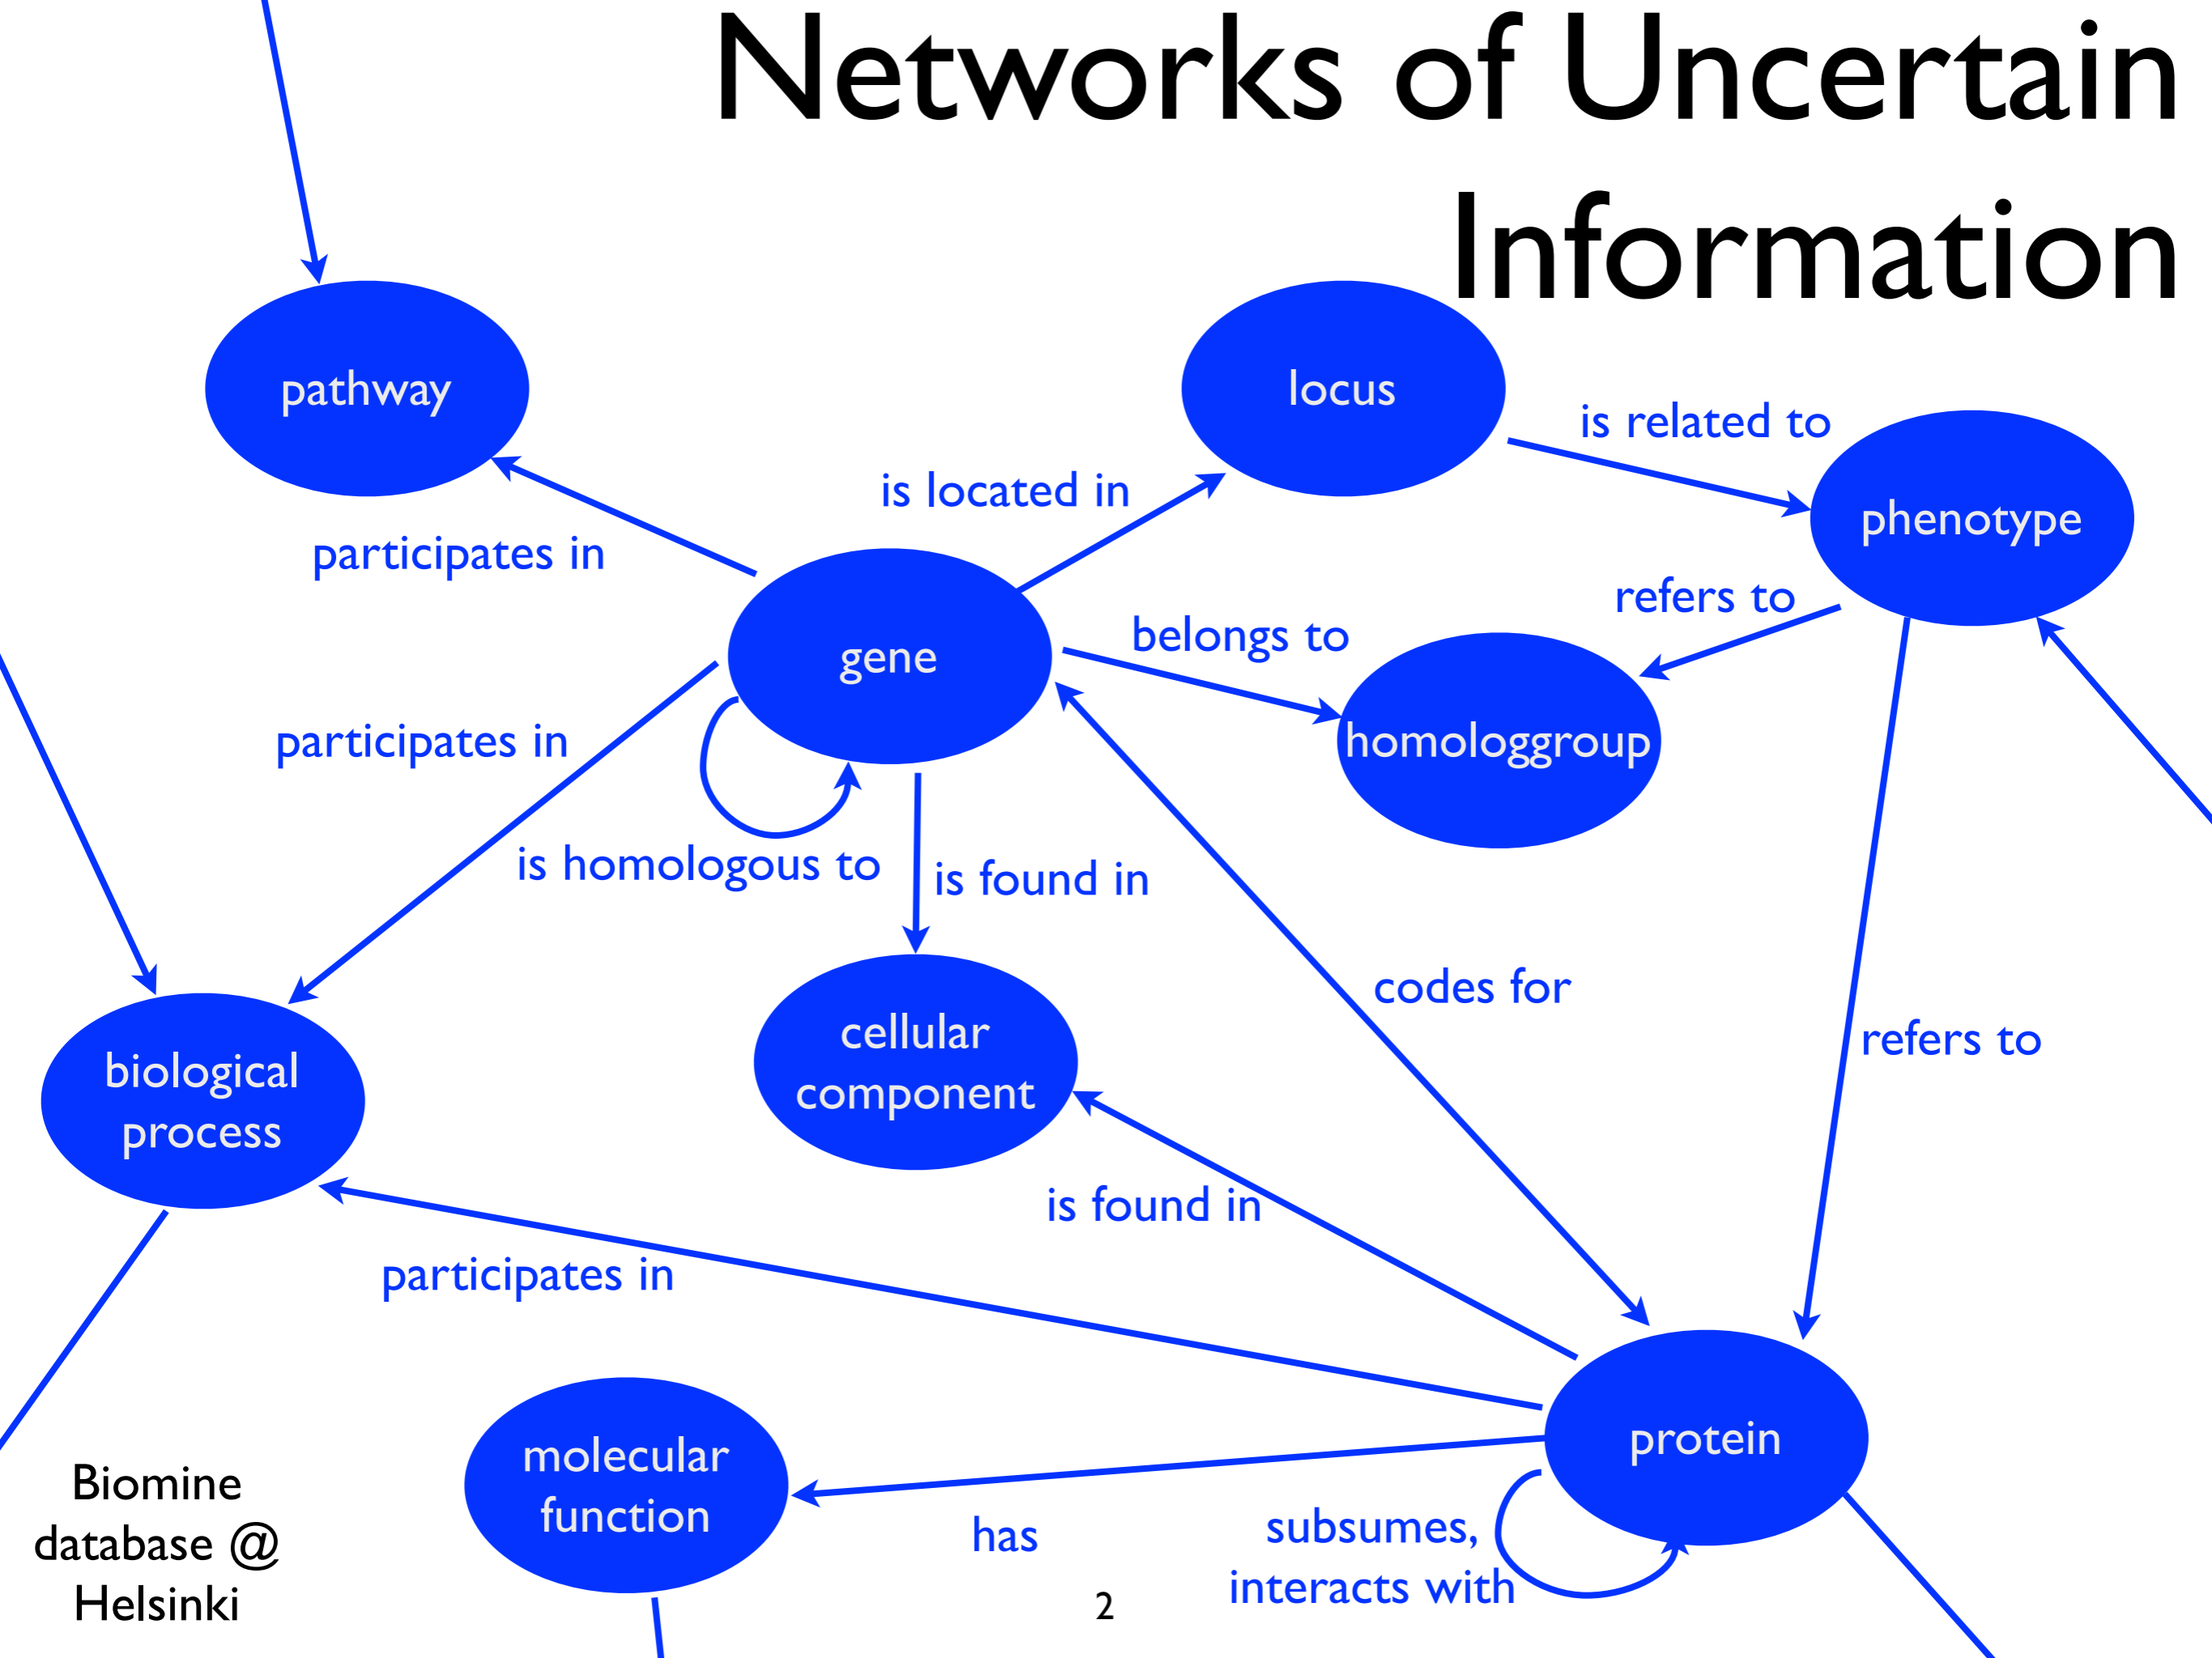 Networks of Uncertain
Information
pathway
locus
is related to
phenotype
is located in
participates in
refers to
belongs to
gene
homologgroup
participates in
is homologous to
is found in
codes for
cellular
component
refers to
biological
process
is found in
participates in
protein
molecular
function
has
subsumes,
interacts with
Biomine
database @
Helsinki
2